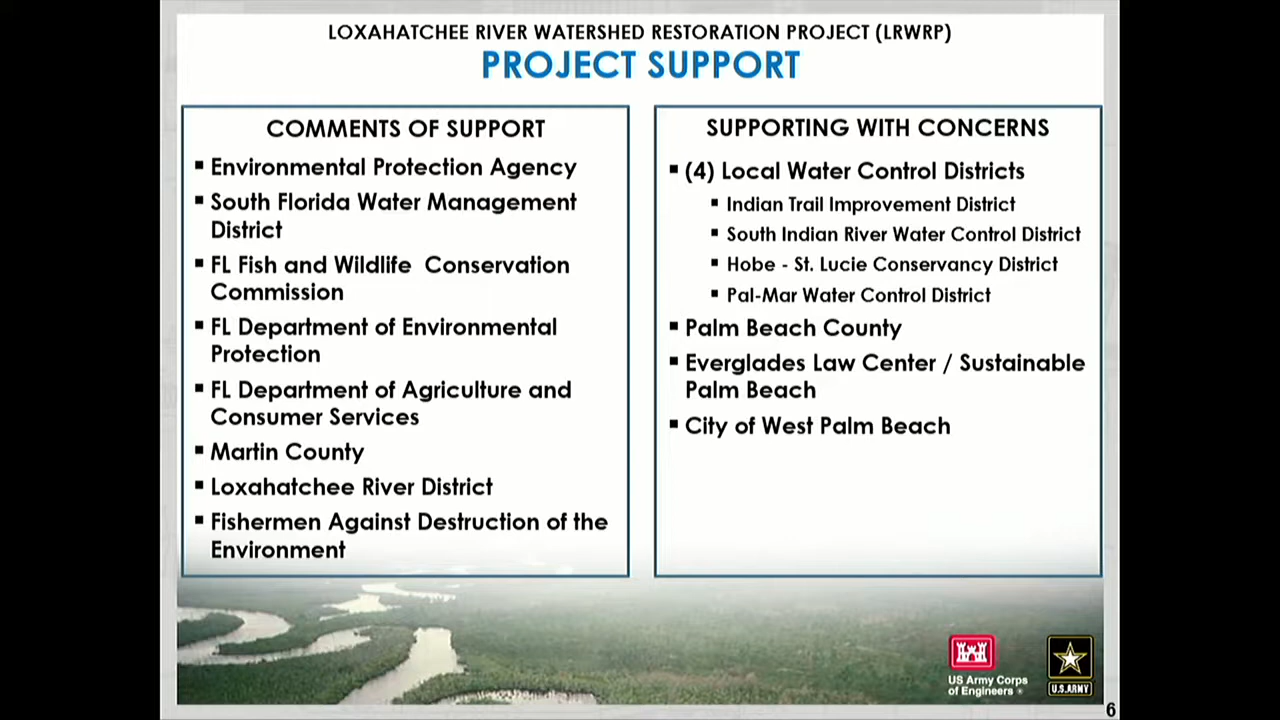 LOXAHATCHEE RIVER WATERSHED RESTORATION PROJECT (LRWRP)
PROJECT SUPPORT
COMMENTS OF SUPPORT
▪ Environmental Protection Agency
▪ South Florida Water Management
District
▪ FL Fish and Wildlife Conservation
Commission
▪ FL Department of Environmental
Protection
▪ FL Department of Agriculture and
Consumer Services
▪ Martin County
▪ Loxahatchee River District
▪ Fishermen Against Destruction of the
Environment
SUPPORTING WITH CONCERNS
▪ (4) Local Water Control Districts
▪ Indian Trail Improvement District
▪ South Indian River Water Control District
▪ Hobe - St. Lucie Conservancy District
▪ Pal-Mar Water Control District
▪ Palm Beach County
▪ Everglades Law Center / Sustainable
Palm Beach
▪ City of West Palm Beach
US Army Corps
of Engineers ®
U.S.ARMY
6